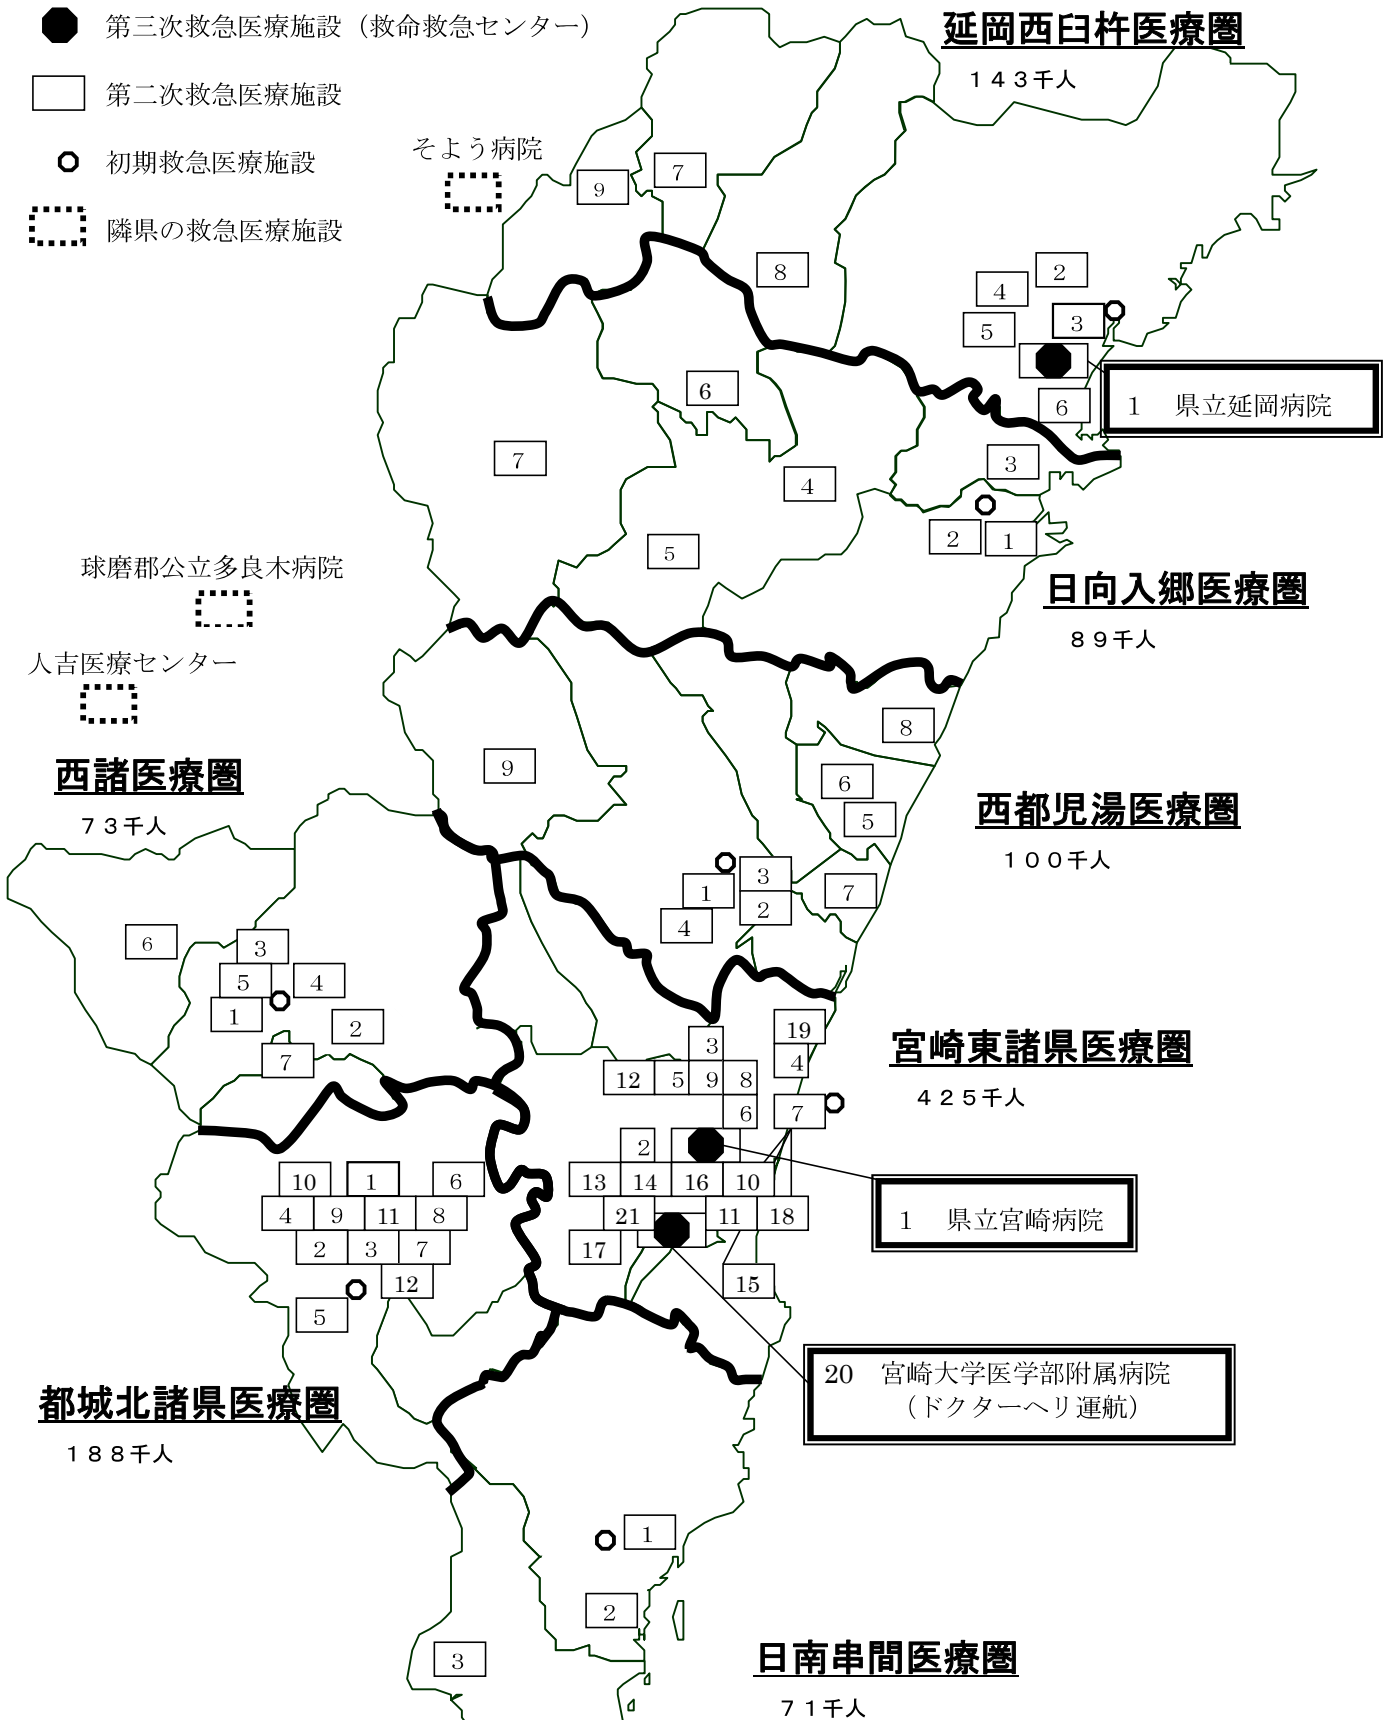 第三次救急医療施設（救命救急センター）
第二次救急医療施設
初期救急医療施設
隣県の救急医療施設
延岡西臼杵医療圏
１４３千人
そよう病院
9
7
8
2
4
3
5
6
1　県立延岡病院
6
7
4
3
5
2
1
球磨郡公立多良木病院
人吉医療センター
日向入郷医療圏
８９千人
8
9
6
5
西諸医療圏
７３千人
西都児湯医療圏
１００千人
3
1
7
2
4
6
3
5
4
1
2
7
宮崎東諸県医療圏
４２５千人
19
3
4
12
5
9
8
6
7
2
13
14
16
10
21
11
18
17
15
1　県立宮崎病院
10
1
6
4
9
11
8
2
3
7
12
5
20　宮崎大学医学部附属病院
（ドクターヘリ運航）
都城北諸県医療圏
１８８千人
1
2
3
日南串間医療圏
７１千人